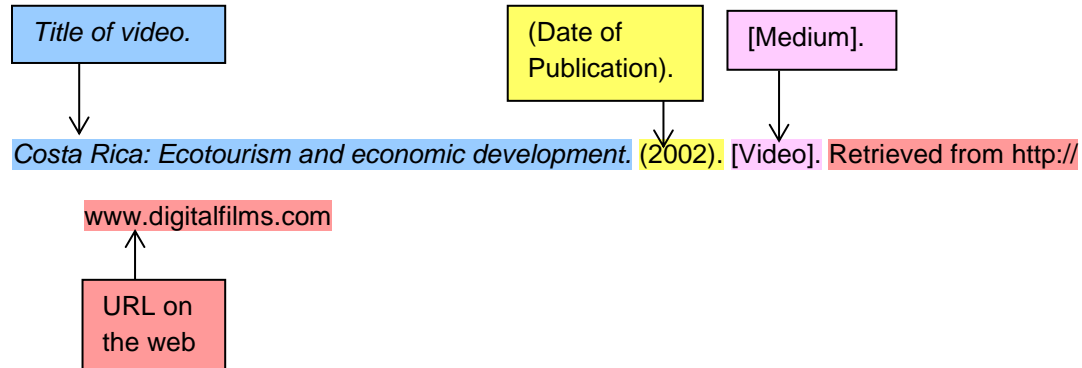 Title of video.
(Date of
Publication).
[Medium].
Costa Rica: Ecotourism and economic development. (2002). [Video]. Retrieved from http://
www.digitalfilms.com
URL on
the web